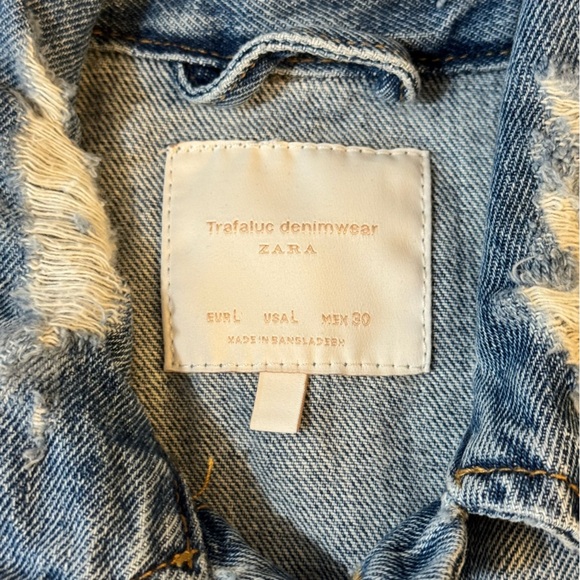 Trafaluc denimwear
ZARA
EUR L USA L MEX 30
MADE IN BANGLADESH